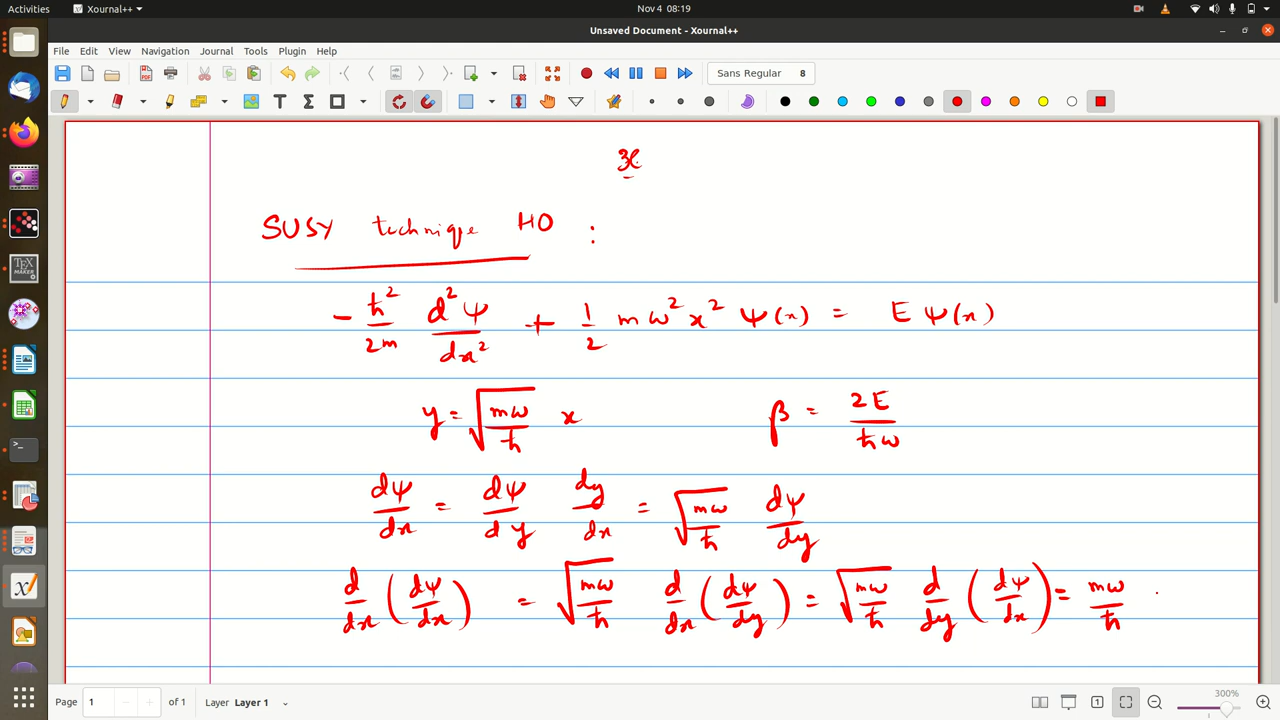 Activities Xournal++ Nov 4 08:19
Unsaved Document - Xournal++
File Edit View Navigation Journal Tools Plugin Help
Sans Regular 8
SUSY technique HO :
-ħ²/2m d²ψ/dx² + 1/2 mω²x² ψ(x) = E ψ(x)
y = √(mω/ħ) x β = 2E/ħω
dψ/dx = dψ/dy dy/dx = √(mω/ħ) dψ/dy
d/dx (dψ/dx) = √(mω/ħ) d/dx (dψ/dy) = √(mω/ħ) d/dy (dψ/dx) = mω/ħ
Page 1 of 1 Layer Layer 1 300%